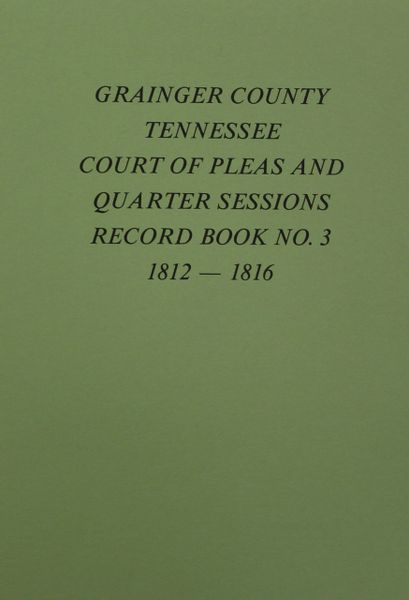 GRAINGER COUNTY
TENNESSEE
COURT OF PLEAS AND
QUARTER SESSIONS
RECORD BOOK NO. 3
1812 — 1816